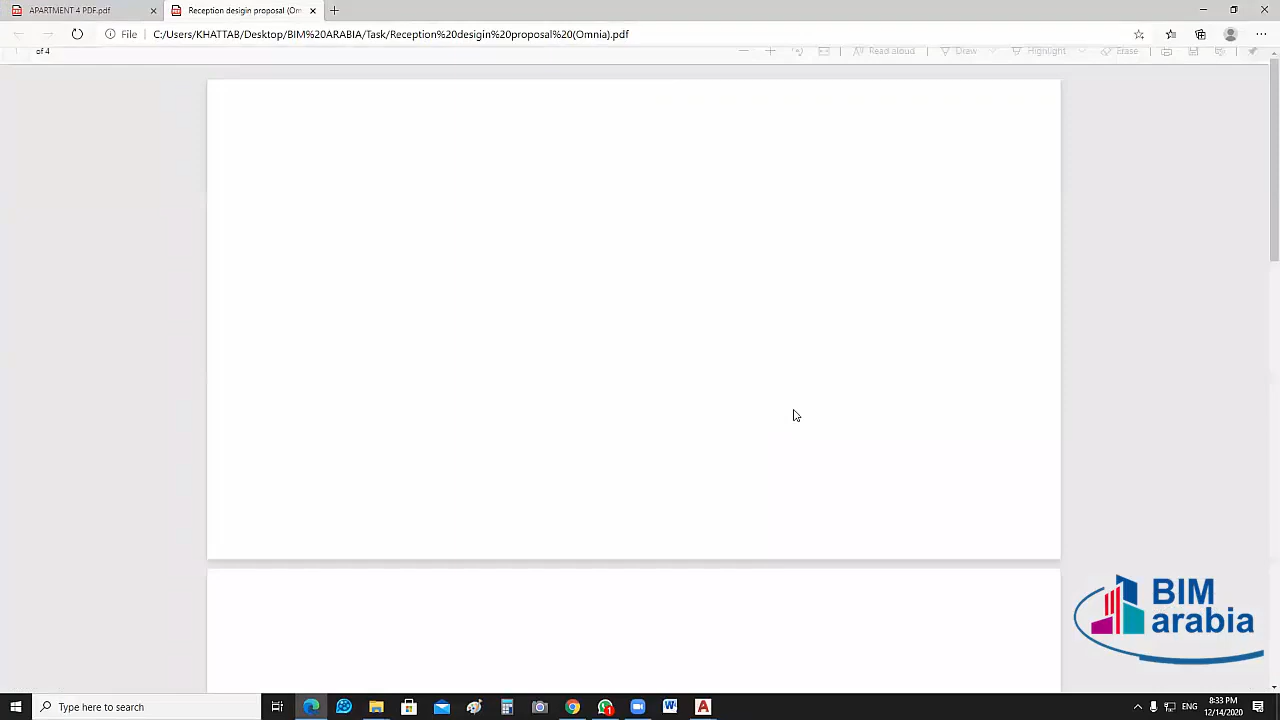 APARTMENT 4 PDF.pdf
Reception desigin proposal (Om
File
C:/Users/KHATTAB/Desktop/BIM%20ARABIA/Task/Reception%20desigin%20proposal%20(Omnia).pdf
of 4
Read aloud
Draw
Highlight
Erase
BIM
arabia
Type here to search
ENG
8:33 PM
12/14/2020